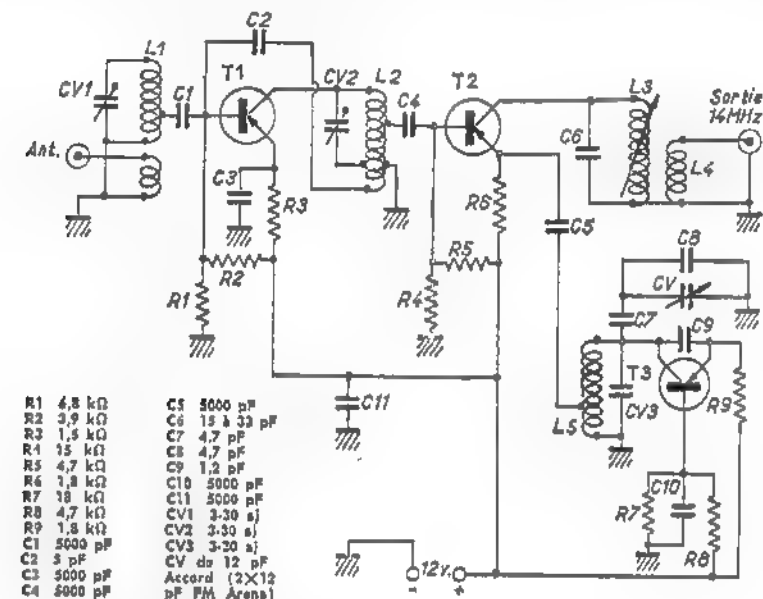 C2
L1
CV1
C1
T1
CV2
L2
C4
T2
L3
Sortie
14MHz
Ant.
C3
R3
C6
L4
R6
C5
R2
R5
R1
R4
C8
CV
C7
C9
T3
C11
L5
CV3
R9
R7
C10
R8
12v.
- +
R1 6,8 kΩ
R2 3,9 kΩ
R3 1,5 kΩ
R4 15 kΩ
R5 4,7 kΩ
R6 1,8 kΩ
R7 18 kΩ
R8 4,7 kΩ
R9 1,8 kΩ
C1 5000 pF
C2 5 pF
C3 5000 pF
C4 5000 pF
C5 5000 pF
C6 15 à 33 pF
C7 4,7 pF
C8 4,7 pF
C9 1,2 pF
C10 5000 pF
C11 5000 pF
CV1 3-30 aj
CV2 3-30 aj
CV3 3-30 aj
CV de 12 pF
Accord (2×12
pF FM Arena)